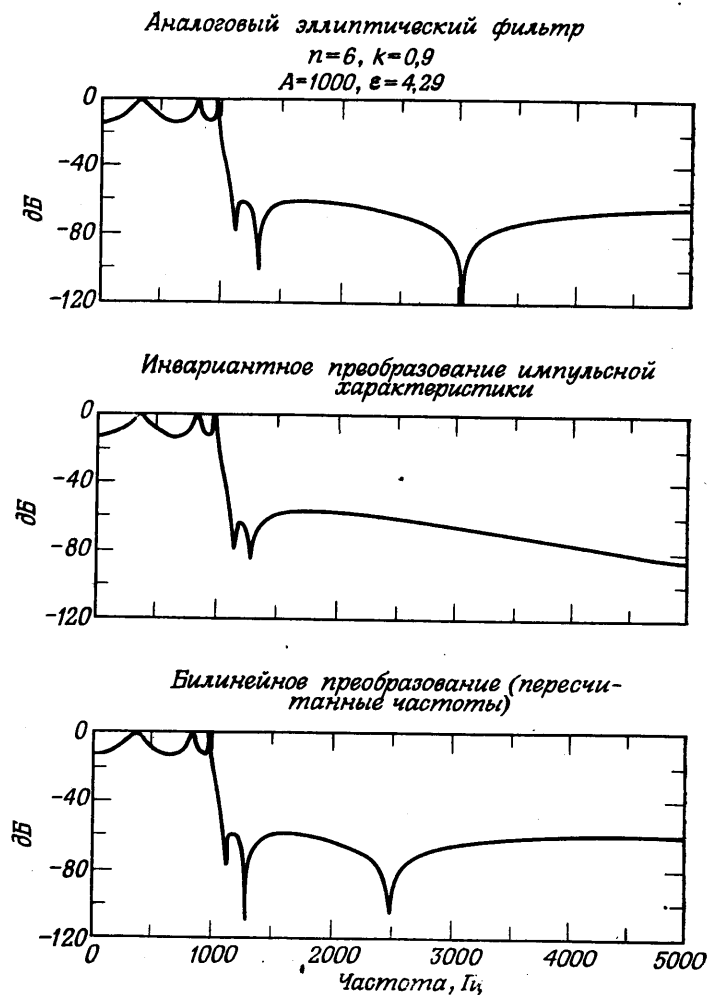 Аналоговый эллиптический фильтр
n=6, k=0,9
A=1000, ε=4,29
0
-40
-80
-120
дБ
Инвариантное преобразование импульсной
характеристики
0
-40
-80
-120
дБ
Билинейное преобразование (пересчи-
танные частоты)
0
-40
-80
-120
дБ
0 1000 2000 3000 4000 5000
Частота, Гц